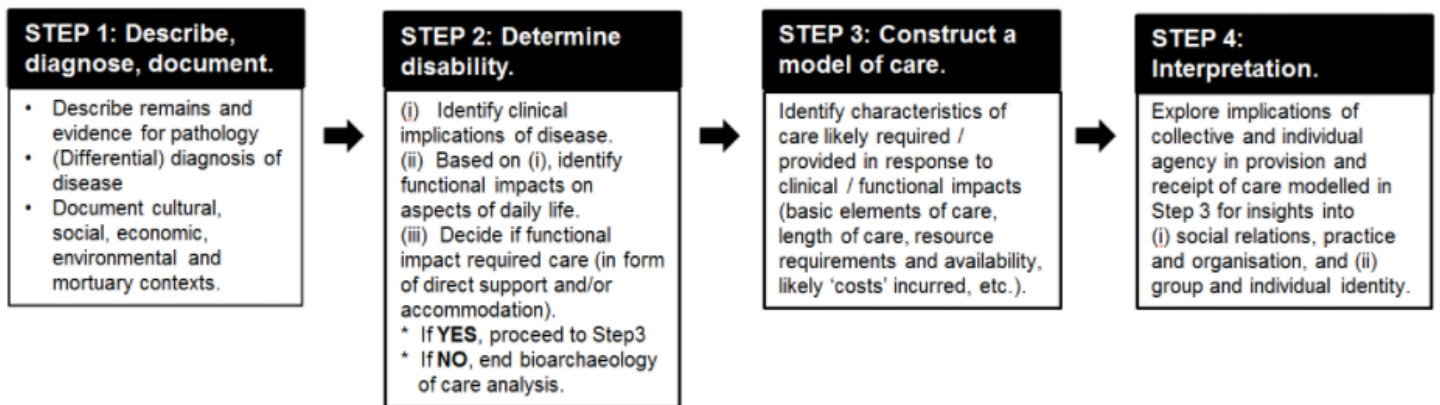 STEP 1: Describe,
diagnose, document.
• Describe remains and
evidence for pathology
• (Differential) diagnosis of
disease
• Document cultural,
social, economic,
environmental and
mortuary contexts.
STEP 2: Determine
disability.
(i) Identify clinical
implications of disease.
(ii) Based on (i), identify
functional impacts on
aspects of daily life.
(iii) Decide if functional
impact required care (in form
of direct support and/or
accommodation).
* If YES, proceed to Step3
* If NO, end bioarchaeology
of care analysis.
STEP 3: Construct a
model of care.
Identify characteristics of
care likely required /
provided in response to
clinical / functional impacts
(basic elements of care,
length of care, resource
requirements and availability,
likely ‘costs’ incurred, etc.).
STEP 4:
Interpretation.
Explore implications of
collective and individual
agency in provision and
receipt of care modelled in
Step 3 for insights into
(i) social relations, practice
and organisation, and (ii)
group and individual identity.